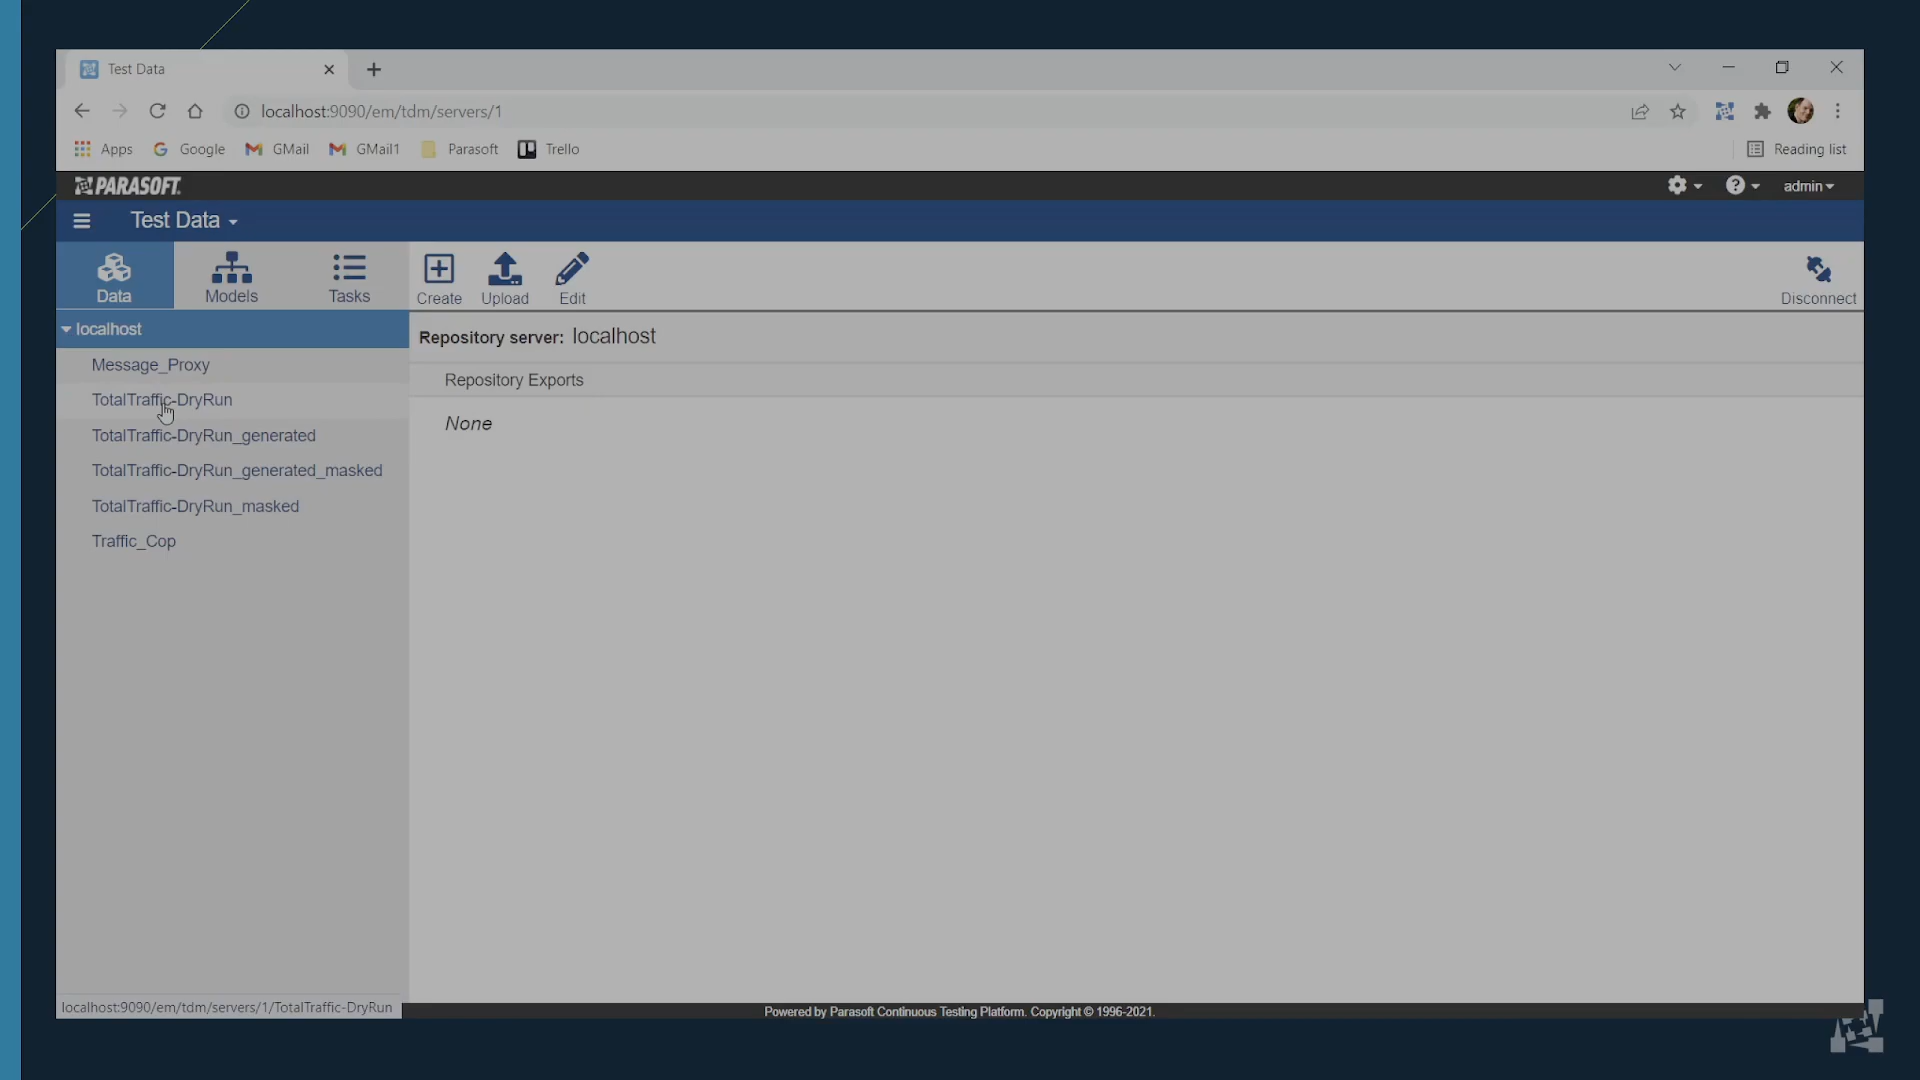 Test Data
localhost:9090/em/tdm/servers/1
Apps Google GMail GMail1 Parasoft Trello Reading list
PARASOFT.
admin
Test Data
Data Models Tasks Create Upload Edit Disconnect
localhost
Message_Proxy
TotalTraffic-DryRun
TotalTraffic-DryRun_generated
TotalTraffic-DryRun_generated_masked
TotalTraffic-DryRun_masked
Traffic_Cop
Repository server: localhost
Repository Exports
None
localhost:9090/em/tdm/servers/1/TotalTraffic-DryRun
Powered by Parasoft Continuous Testing Platform. Copyright © 1996-2021.